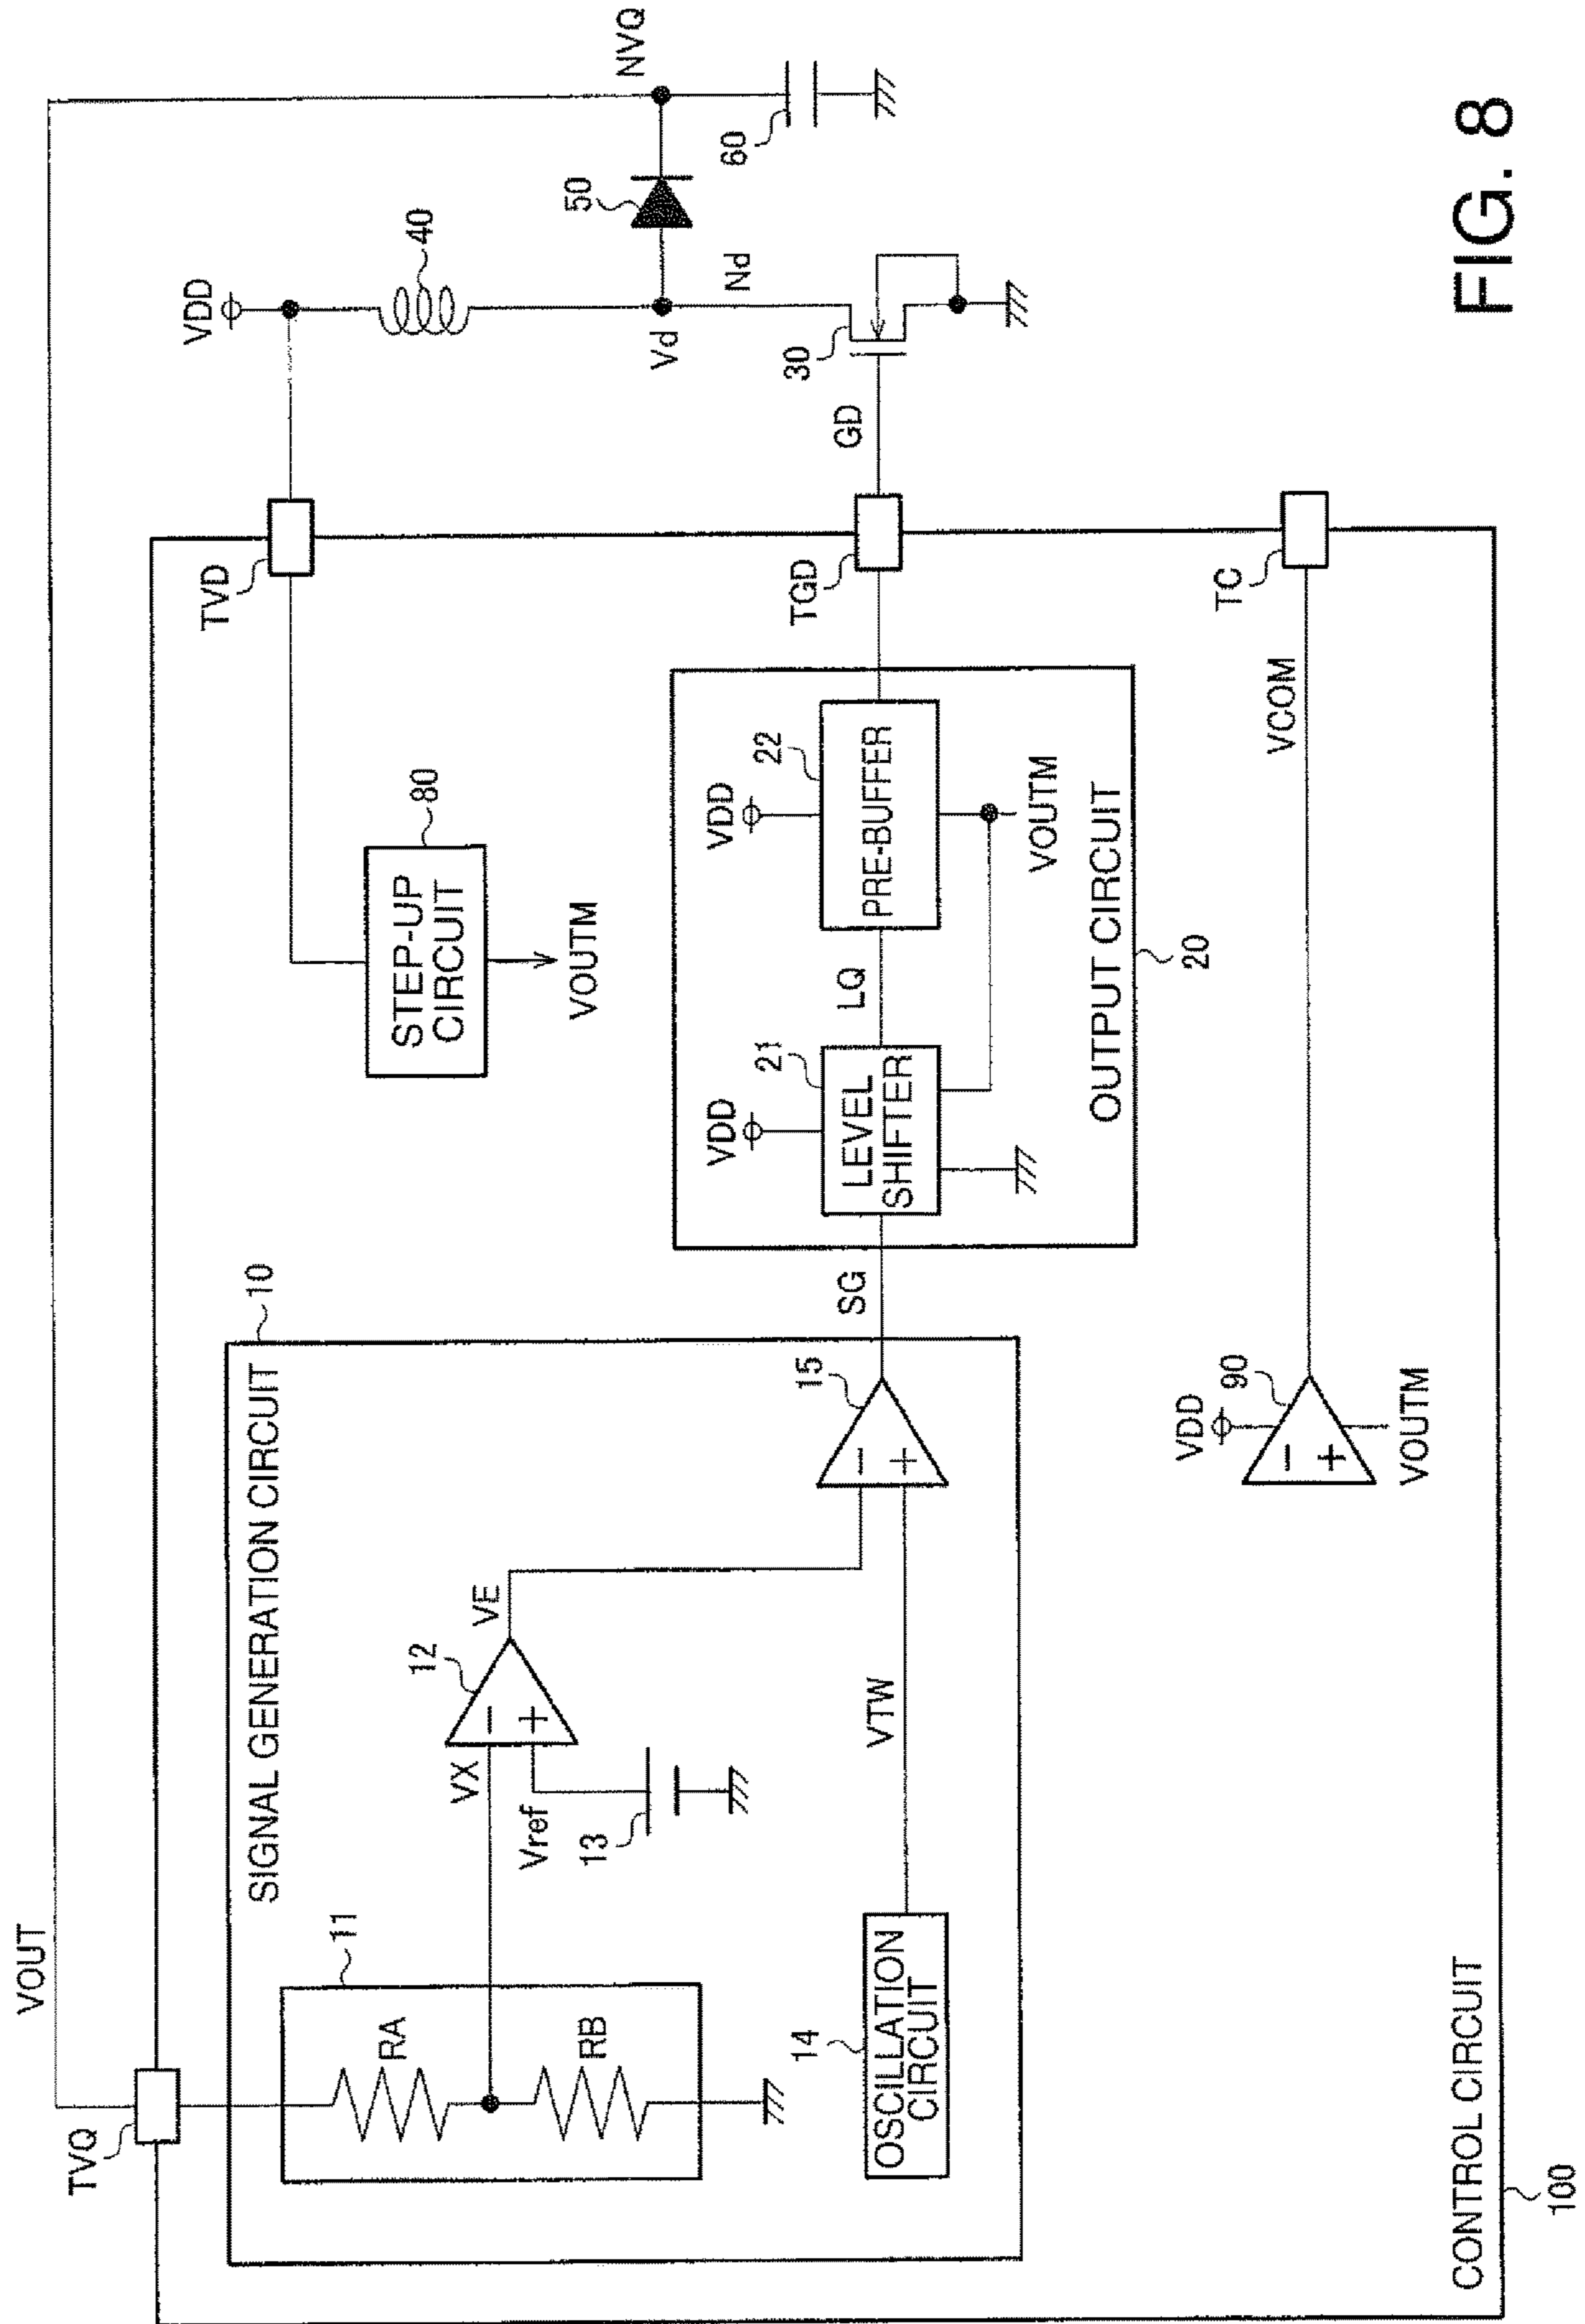 VOUT
TVQ
SIGNAL GENERATION CIRCUIT
10
11
RA
RB
VX
Vref
13
12
VE
14
OSCILLATION
CIRCUIT
VTW
15
SG
STEP-UP
CIRCUIT
80
VOUTM
TVD
VDD
40
Vd
Nd
50
NVQ
60
30
GD
TGD
VDD
21
LEVEL
SHIFTER
LQ
VDD
22
PRE-BUFFER
VOUTM
OUTPUT CIRCUIT
20
VDD
90
VOUTM
VCOM
TC
CONTROL CIRCUIT
100
FIG. 8
-
+
-
+
-
+